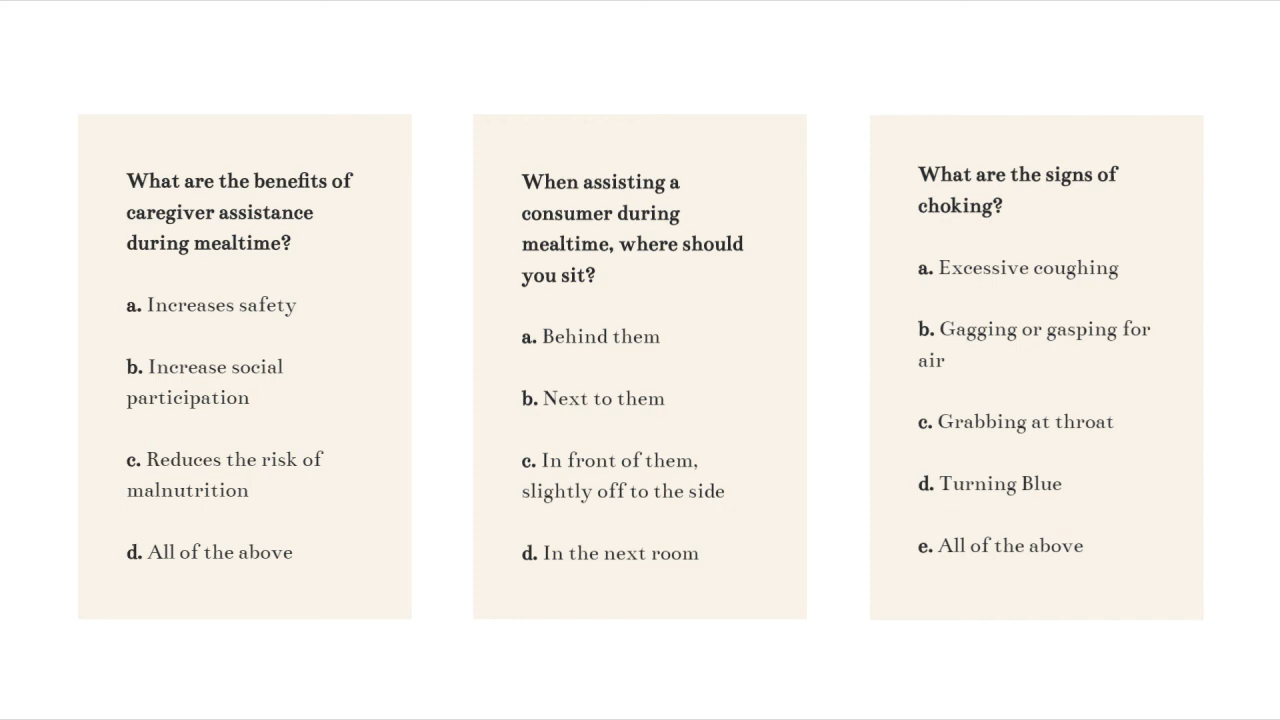 What are the benefits of
caregiver assistance
during mealtime?
a. Increases safety
b. Increase social
participation
c. Reduces the risk of
malnutrition
d. All of the above
When assisting a
consumer during
mealtime, where should
you sit?
a. Behind them
b. Next to them
c. In front of them,
slightly off to the side
d. In the next room
What are the signs of
choking?
a. Excessive coughing
b. Gagging or gasping for
air
c. Grabbing at throat
d. Turning Blue
e. All of the above